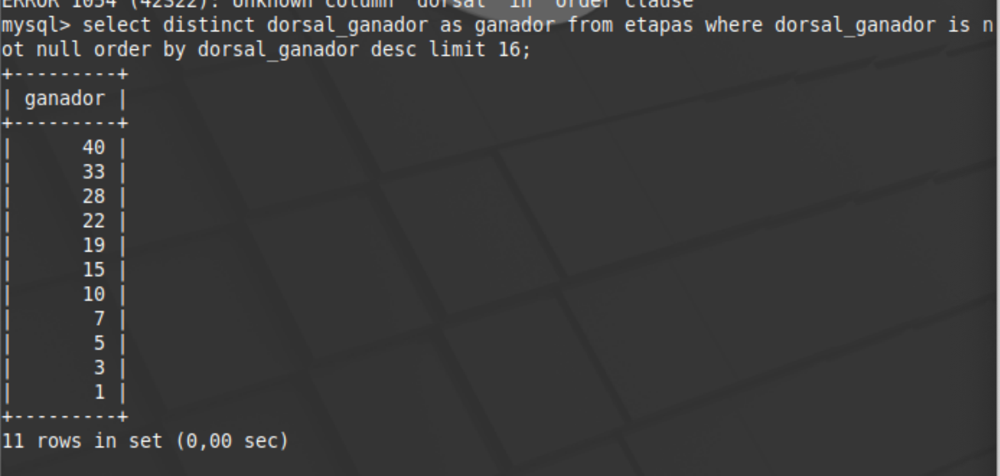 ERROR 1054 (42S22): Unknown column 'dorsal' in 'order clause'
mysql> select distinct dorsal_ganador as ganador from etapas where dorsal_ganador is n
ot null order by dorsal_ganador desc limit 16;
+---------+
| ganador |
+---------+
|      40 |
|      33 |
|      28 |
|      22 |
|      19 |
|      15 |
|      10 |
|       7 |
|       5 |
|       3 |
|       1 |
+---------+
11 rows in set (0,00 sec)